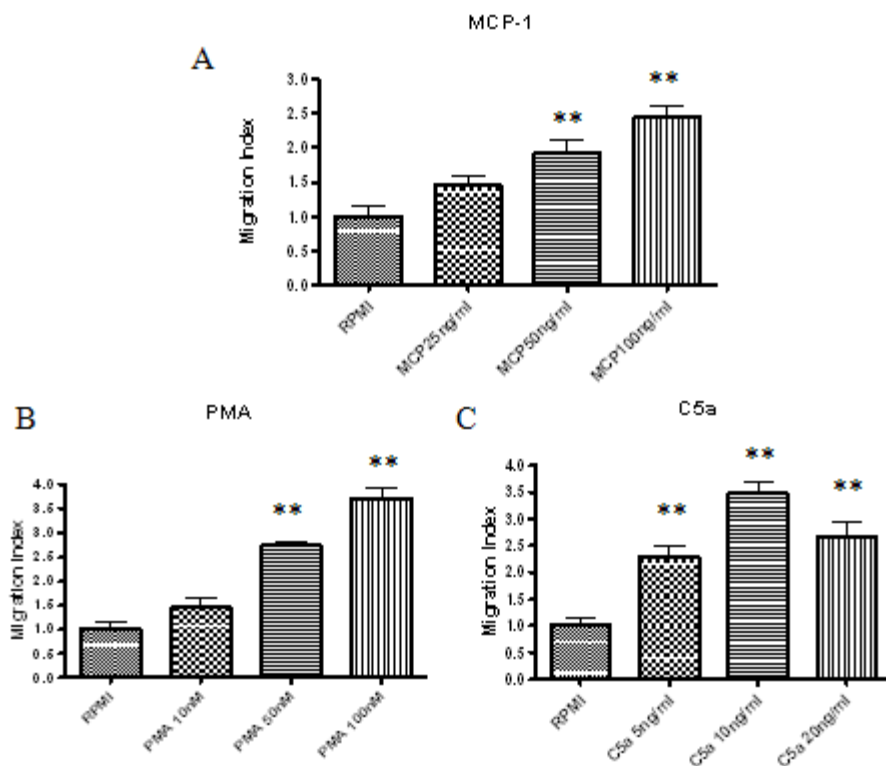 MCP-1
A
Migration Index
3.0
2.5
2.0
1.5
1.0
0.5
0.0
** **
RPMI MCP25ng/ml MCP50ng/ml MCP100ng/ml
B
PMA
Migration Index
4.0
3.5
3.0
2.5
2.0
1.5
1.0
0.5
0.0
** **
RPMI PMA 10nM PMA 50nM PMA 100nM
C
C5a
Migration Index
4.0
3.5
3.0
2.5
2.0
1.5
1.0
0.5
0.0
** ** **
RPMI C5a 5ng/ml C5a 10ng/ml C5a 20ng/ml